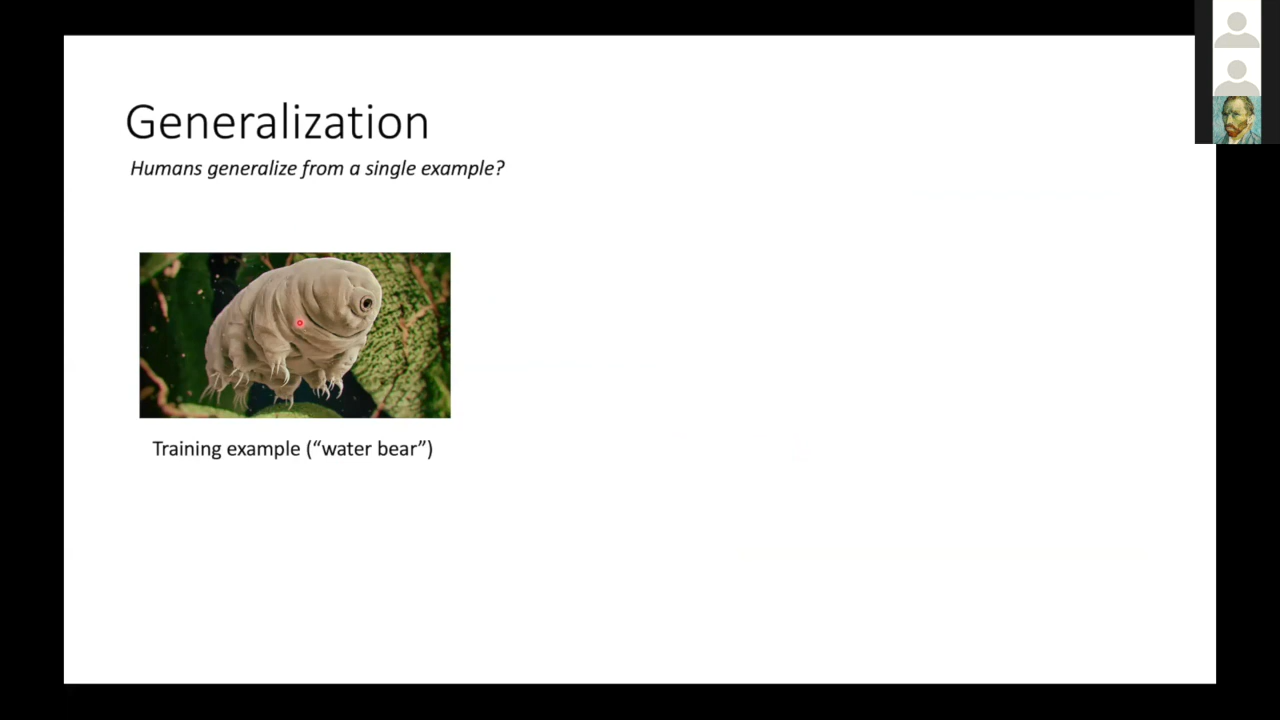 Generalization
Humans generalize from a single example?
Training example (“water bear”)